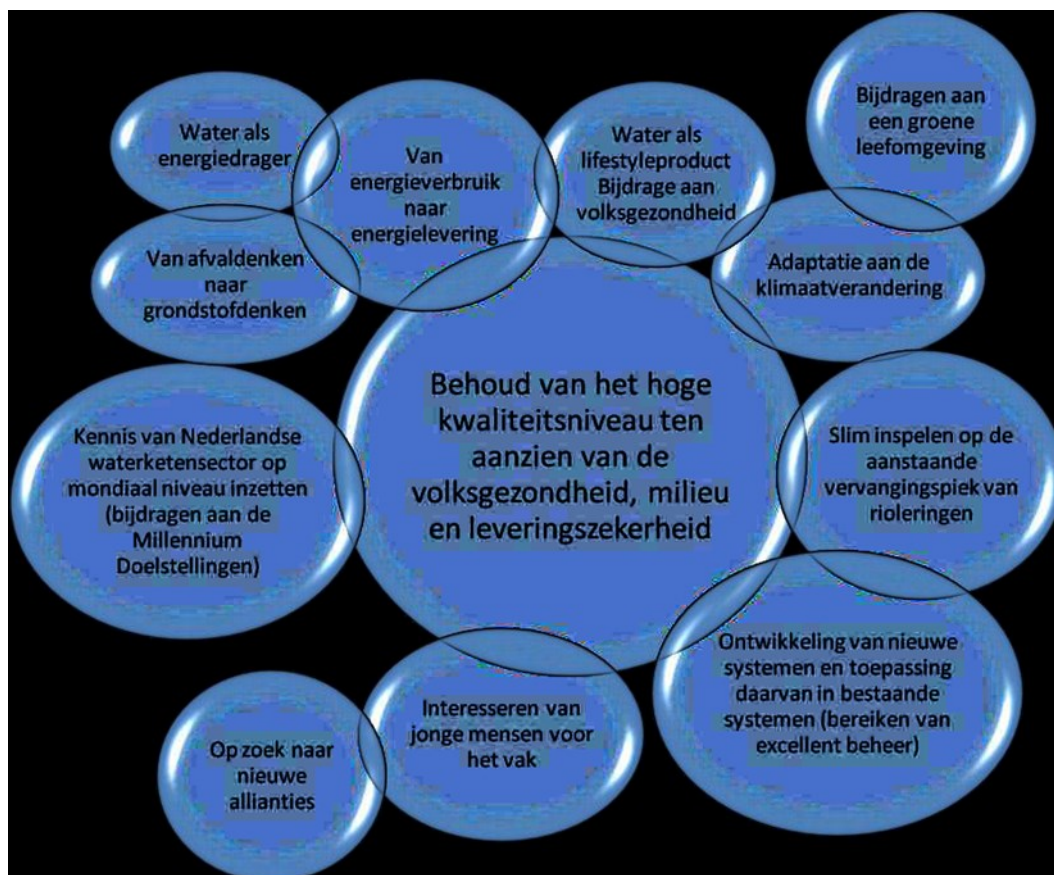 Water als
energiedrager
Van
energieverbruik
naar
energielevering
Water als
lifestyleproduct
Bijdrage aan
volksgezondheid
Bijdragen aan
een groene
leefomgeving
Van afvaldenken
naar
grondstofdenken
Adaptatie aan de
klimaatverandering
Behoud van het hoge
kwaliteitsniveau ten
aanzien van de
volksgezondheid, milieu
en leveringszekerheid
Kennis van Nederlandse
waterketensector op
mondiaal niveau inzetten
(bijdragen aan de
Millennium
Doelstellingen)
Slim inspelen op de
aanstaande
vervangingspiek van
rioleringen
Ontwikkeling van nieuwe
systemen en toepassing
daarvan in bestaande
systemen (bereiken van
excellent beheer)
Interesseren van
jonge mensen voor
het vak
Op zoek naar
nieuwe
allianties